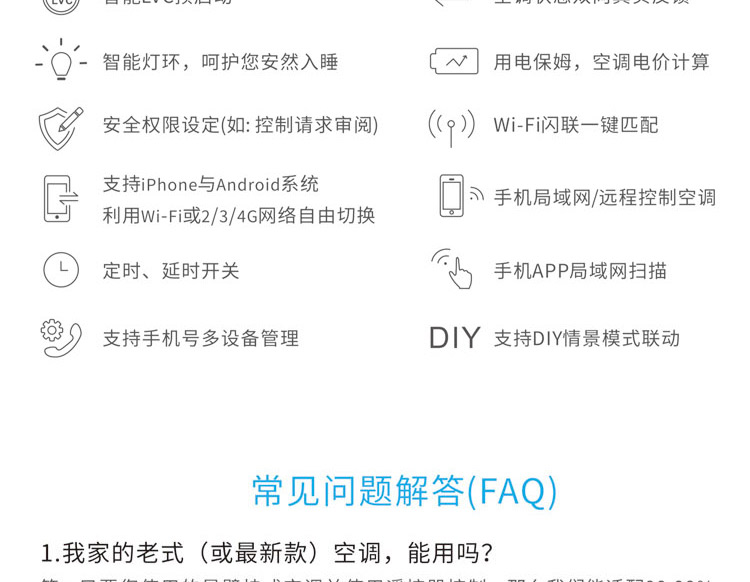 EVC
智能灯环，呵护您安然入睡
用电保姆，空调电价计算
安全权限设定(如: 控制请求审阅)
Wi-Fi闪联一键匹配
支持iPhone与Android系统
利用Wi-Fi或2/3/4G网络自由切换
手机局域网/远程控制空调
定时、延时开关
手机APP局域网扫描
支持手机号多设备管理
DIY 支持DIY情景模式联动
常见问题解答(FAQ)
1.我家的老式（或最新款）空调，能用吗？